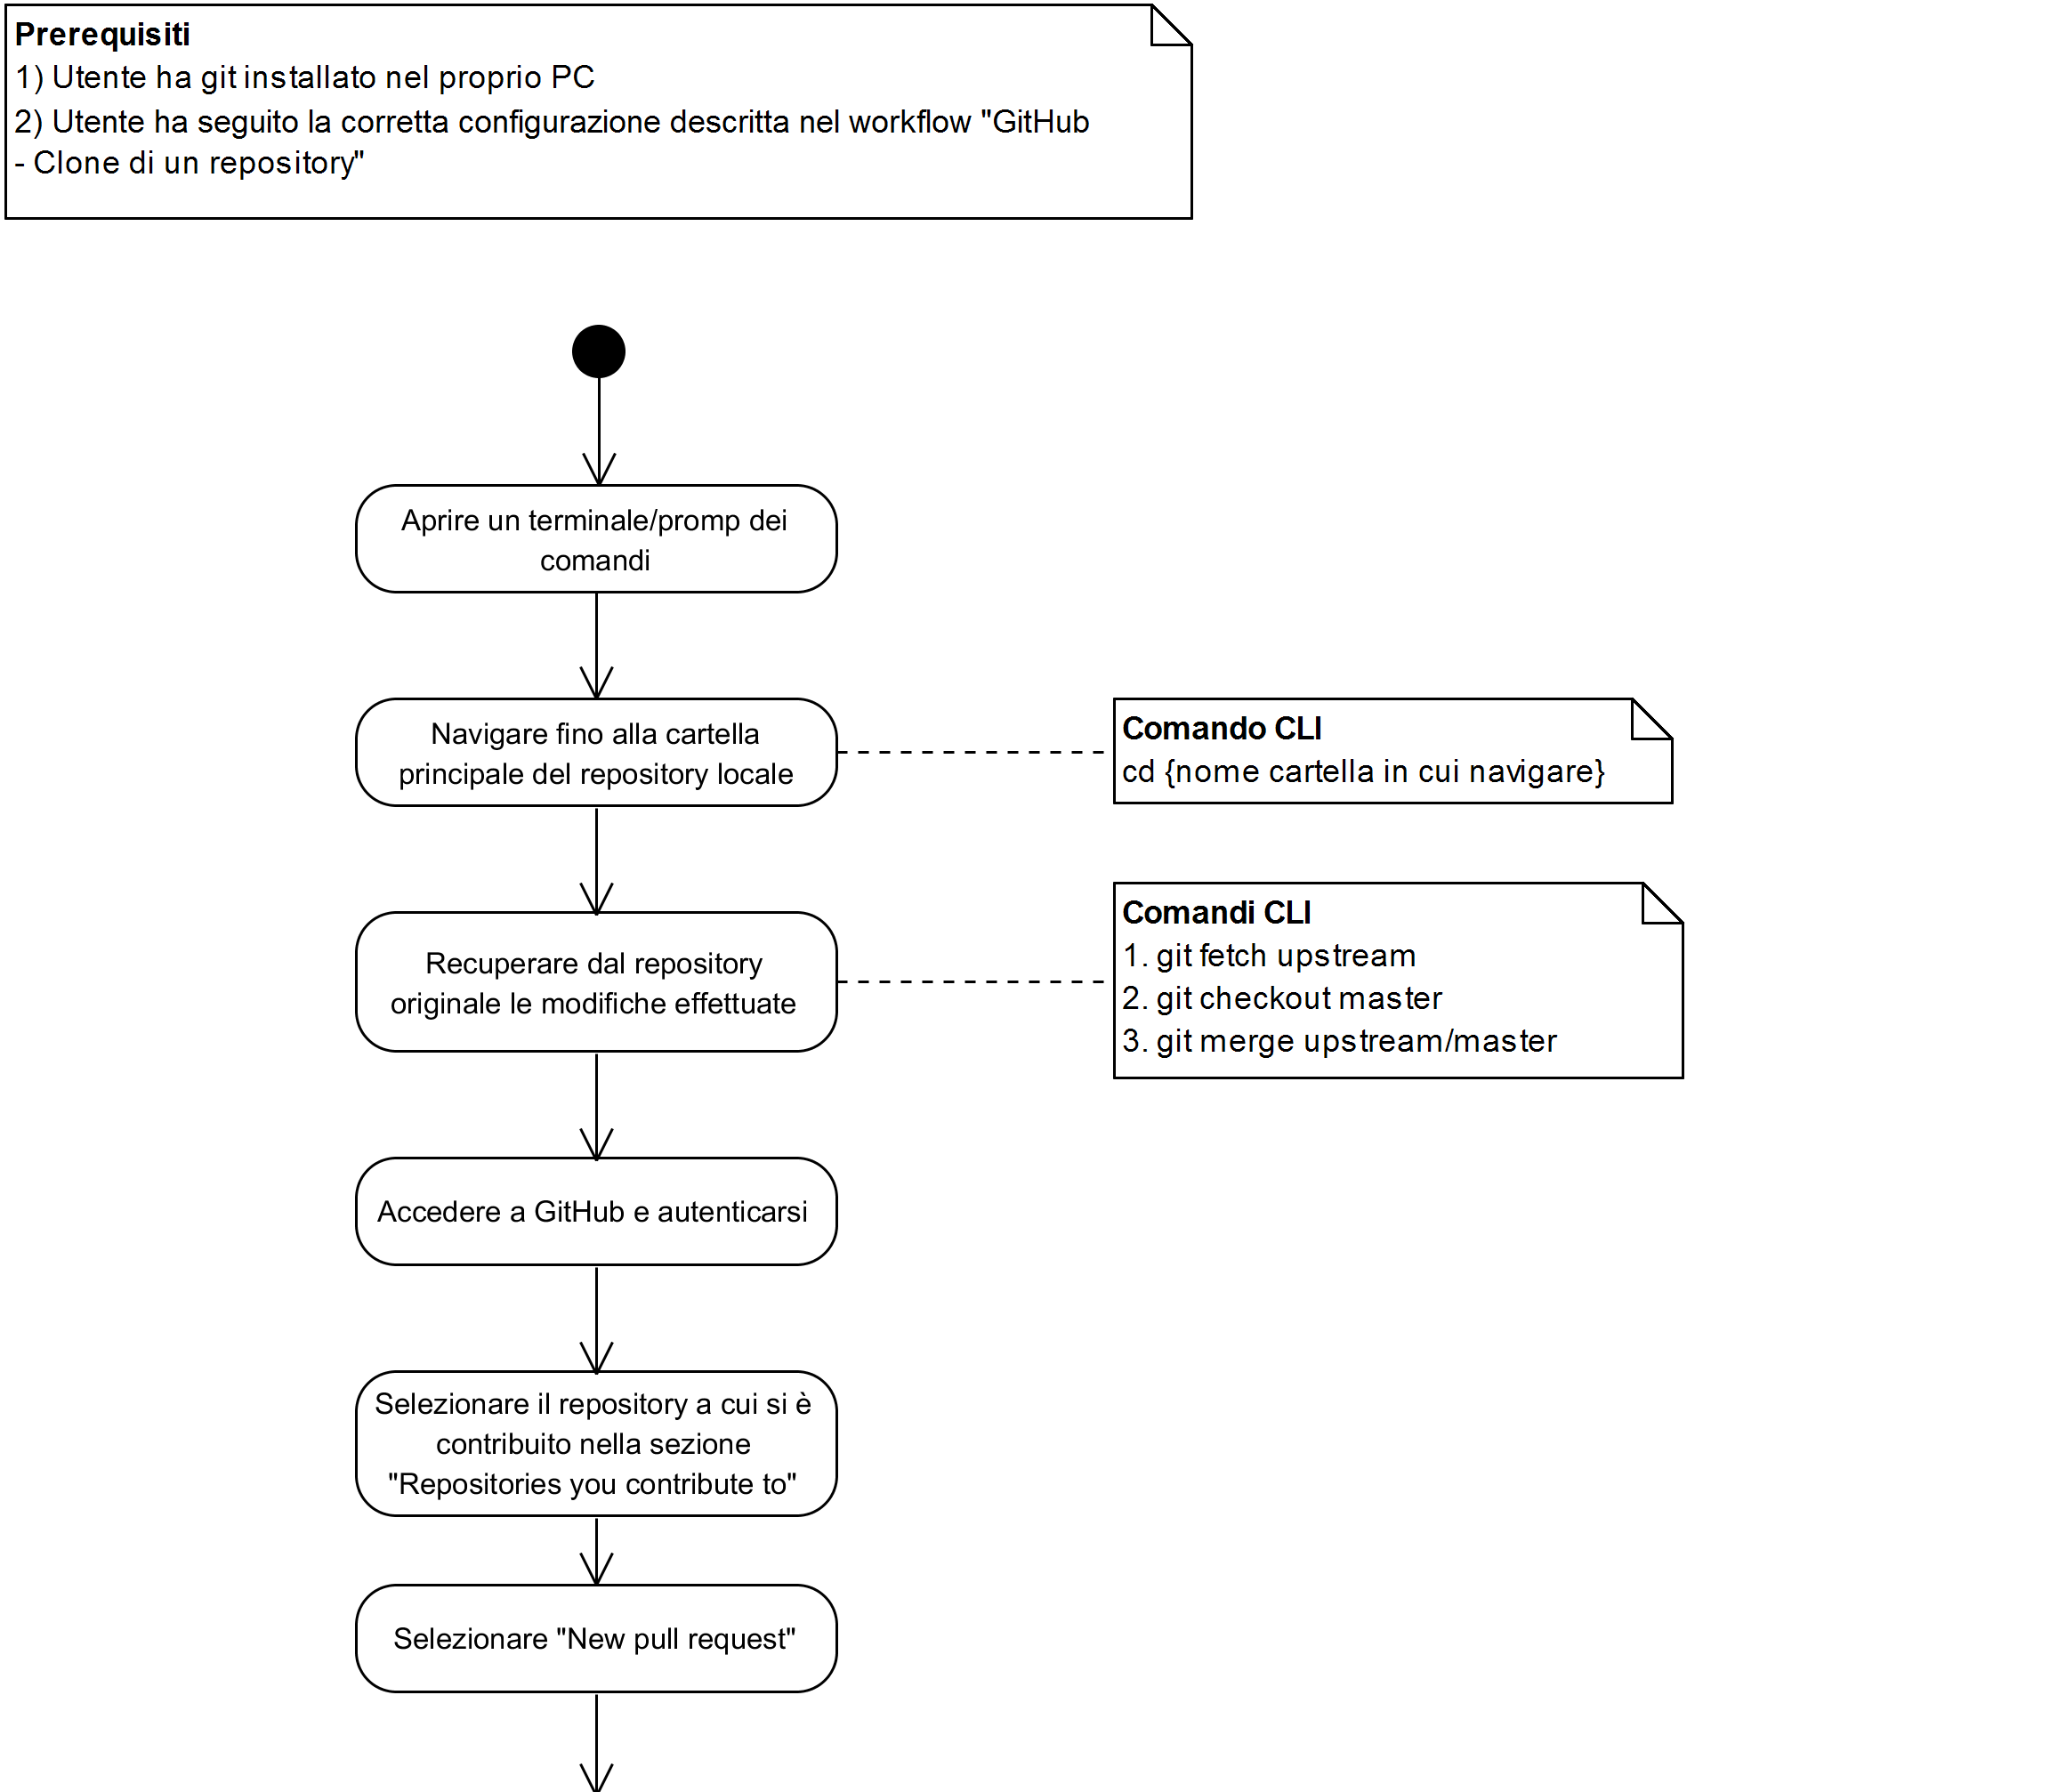 Prerequisiti
1) Utente ha git installato nel proprio PC
2) Utente ha seguito la corretta configurazione descritta nel workflow "GitHub
- Clone di un repository"
Aprire un terminale/promp dei
comandi
Navigare fino alla cartella
principale del repository locale
Comando CLI
cd {nome cartella in cui navigare}
Recuperare dal repository
originale le modifiche effettuate
Comandi CLI
1. git fetch upstream
2. git checkout master
3. git merge upstream/master
Accedere a GitHub e autenticarsi
Selezionare il repository a cui si è
contribuito nella sezione
"Repositories you contribute to"
Selezionare "New pull request"